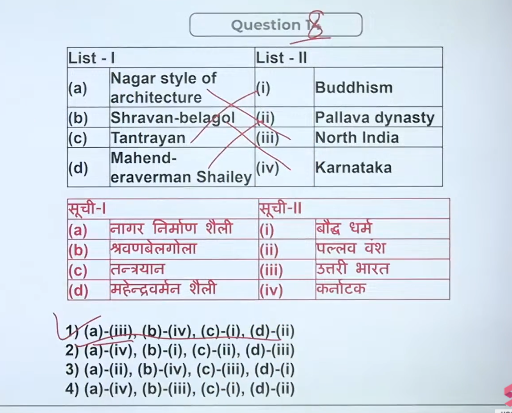 Question 18
List - I List - II
(a) Nagar style of architecture (i) Buddhism
(b) Shravan-belagol (ii) Pallava dynasty
(c) Tantrayan (iii) North India
(d) Mahend-eraverman Shailey (iv) Karnataka
सूची-I सूची-II
(a) नागर निर्माण शैली (i) बौद्ध धर्म
(b) श्रवणबेलगोला (ii) पल्लव वंश
(c) तन्त्रयान (iii) उत्तरी भारत
(d) महेन्द्रवर्मन शैली (iv) कर्नाटक
1) (a)-(iii), (b)-(iv), (c)-(i), (d)-(ii)
2) (a)-(iv), (b)-(i), (c)-(ii), (d)-(iii)
3) (a)-(ii), (b)-(iv), (c)-(iii), (d)-(i)
4) (a)-(iv), (b)-(iii), (c)-(i), (d)-(ii)